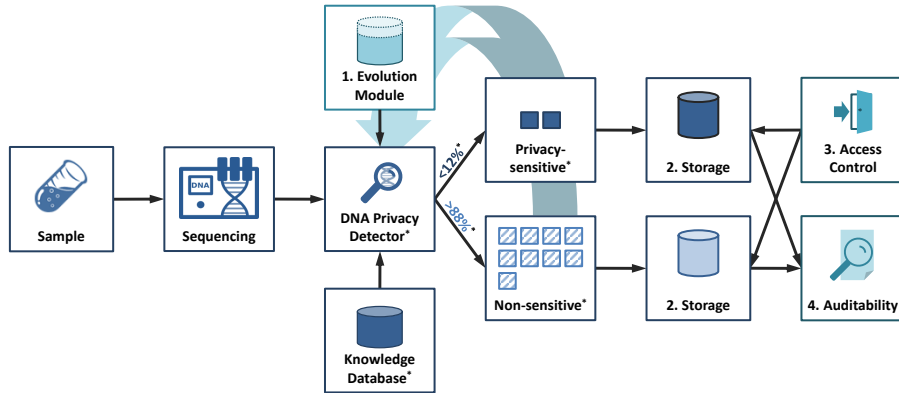 1. Evolution
Module
Sample
DNA
Sequencing
DNA Privacy
Detector*
Knowledge
Database*
<12%*
>88%*
Privacy-
sensitive*
Non-sensitive*
2. Storage
2. Storage
3. Access
Control
4. Auditability